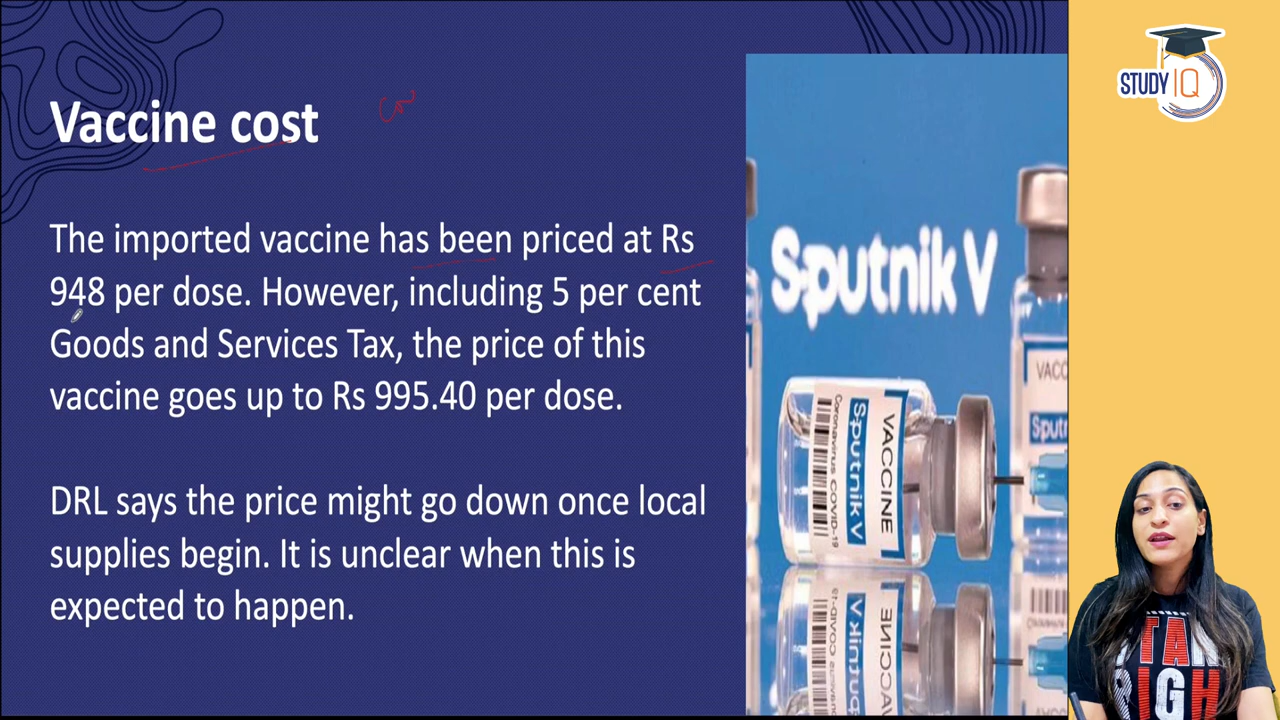 Vaccine cost
The imported vaccine has been priced at Rs
948 per dose. However, including 5 per cent
Goods and Services Tax, the price of this
vaccine goes up to Rs 995.40 per dose.
DRL says the price might go down once local
supplies begin. It is unclear when this is
expected to happen.
Sputnik V
VACCINE
Sputnik V
Coronavirus COVID-19
STUDY IQ